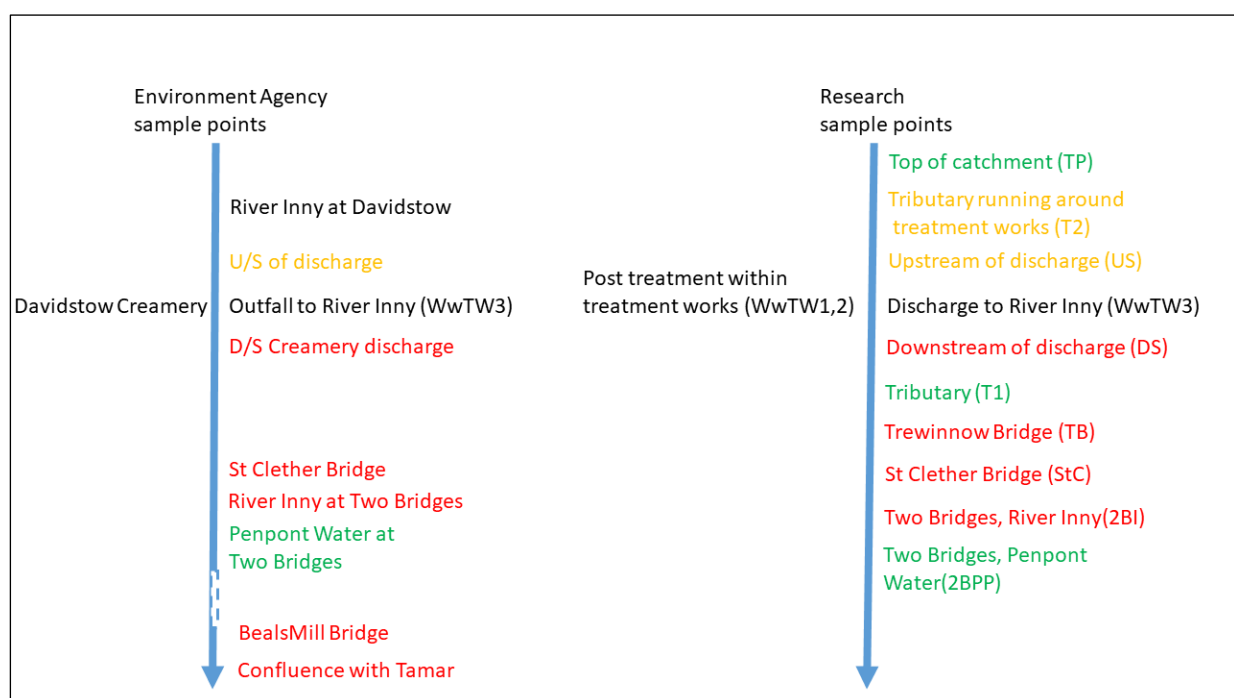 Environment Agency
sample points
River Inny at Davidstow
U/S of discharge
Davidstow Creamery
Outfall to River Inny (WwTW3)
D/S Creamery discharge
St Clether Bridge
River Inny at Two Bridges
Penpont Water at
Two Bridges
BealsMill Bridge
Confluence with Tamar
Research
sample points
Top of catchment (TP)
Tributary running around
treatment works (T2)
Upstream of discharge (US)
Post treatment within
treatment works (WwTW1,2)
Discharge to River Inny (WwTW3)
Downstream of discharge (DS)
Tributary (T1)
Trewinnow Bridge (TB)
St Clether Bridge (StC)
Two Bridges, River Inny(2BI)
Two Bridges, Penpont
Water(2BPP)